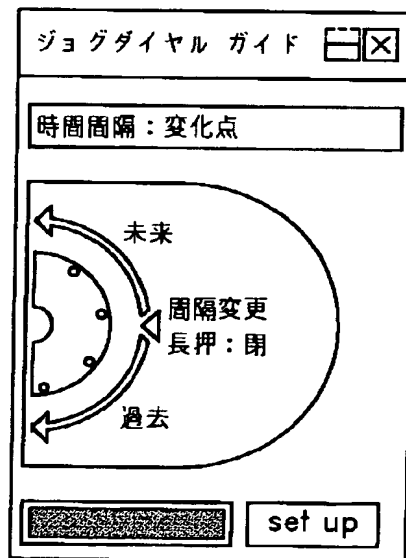 ジョグダイヤル ガイド
時間間隔：変化点
未来
間隔変更
長押：閉
過去
set up